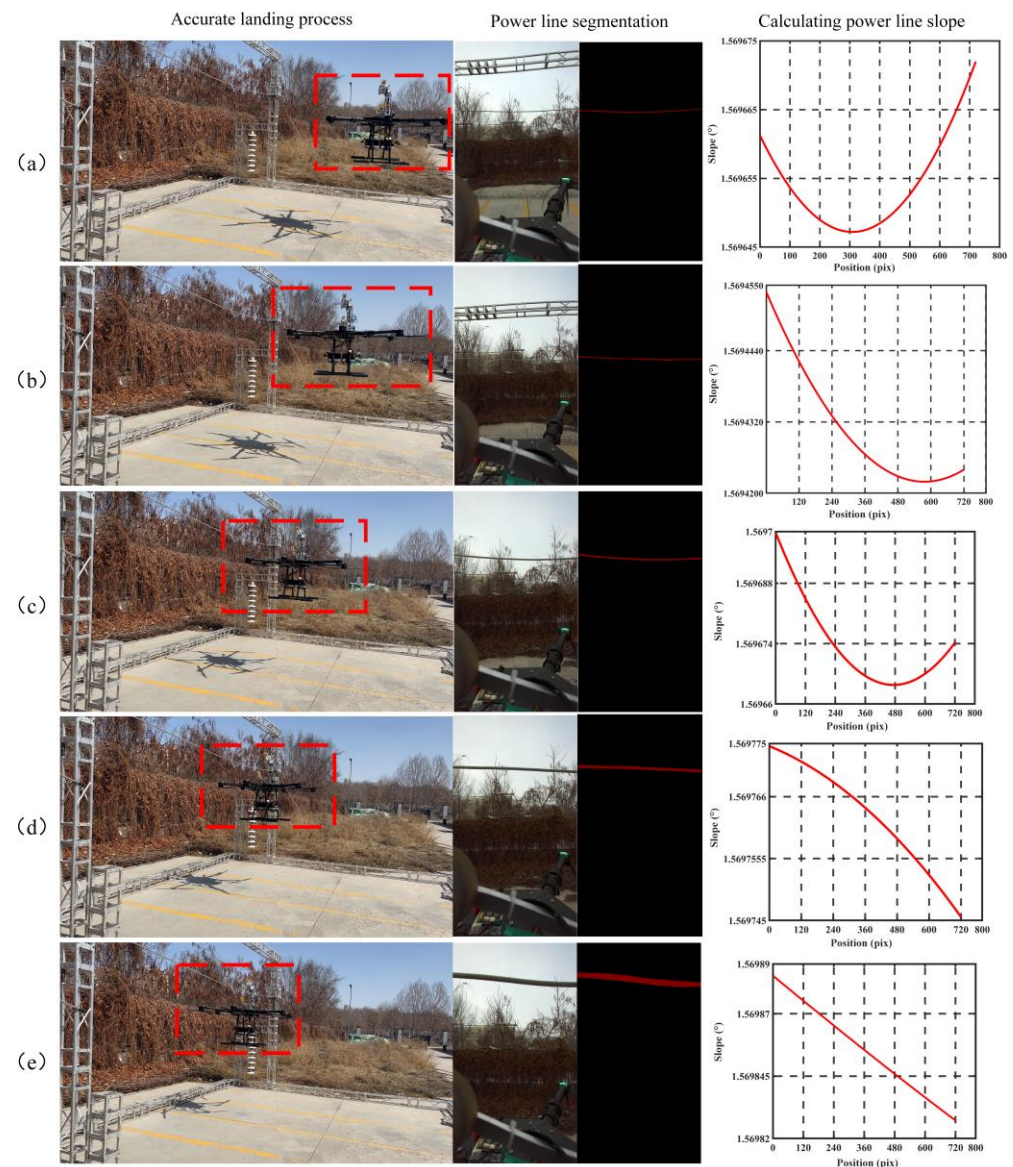 Accurate landing process
Power line segmentation
Calculating power line slope
(a)
1.569675
1.569665
1.569655
1.569645
Slope (°)
0 100 200 300 400 500 600 700 800
Position (pix)
(b)
1.5694550
1.5694440
1.5694320
1.5694200
Slope (°)
120 240 360 480 600 720 800
Position (pix)
(c)
1.5697
1.569688
1.569674
1.56966
Slope (°)
0 120 240 360 480 600 720 800
Position (pix)
(d)
1.569775
1.569766
1.5697555
1.569745
Slope (°)
0 120 240 360 480 600 720 800
Position (pix)
(e)
1.56989
1.56987
1.569845
1.56982
Slope (°)
0 120 240 360 480 600 720 800
Position (pix)